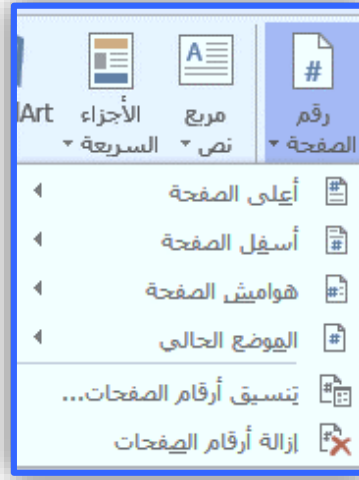 رقم الصفحة
مربع نص
الأجزاء السريعة
Art
أعلى الصفحة
أسفل الصفحة
هوامش الصفحة
الموضع الحالي
تنسيق أرقام الصفحات...
إزالة أرقام الصفحات